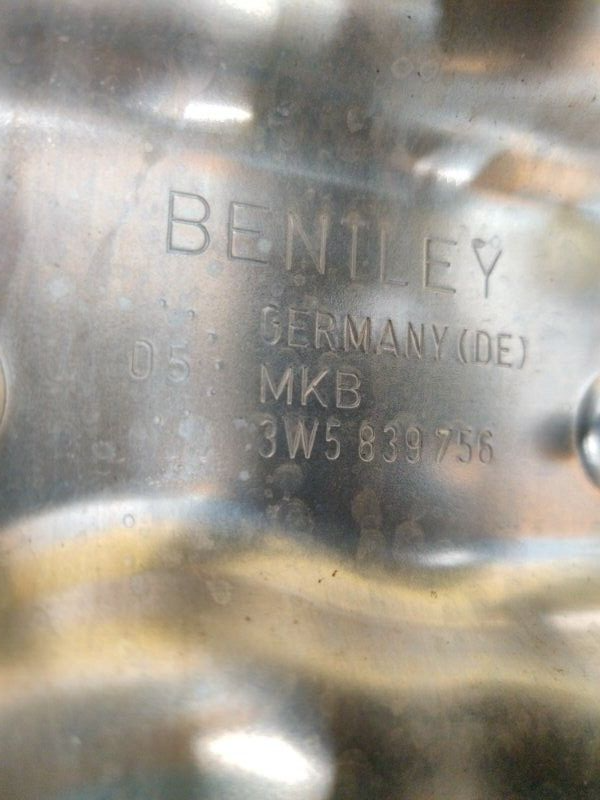 BENTLEY
GERMANY (DE)
05
MKB
3W5 839 756